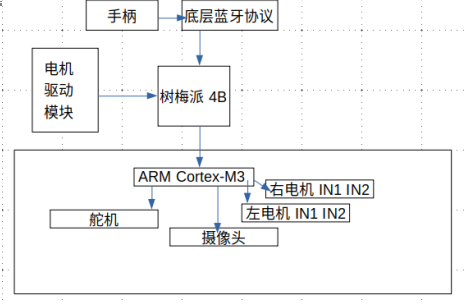 手柄
底层蓝牙协议
电机
驱动
模块
树梅派 4B
ARM Cortex-M3
右电机 IN1 IN2
左电机 IN1 IN2
舵机
摄像头